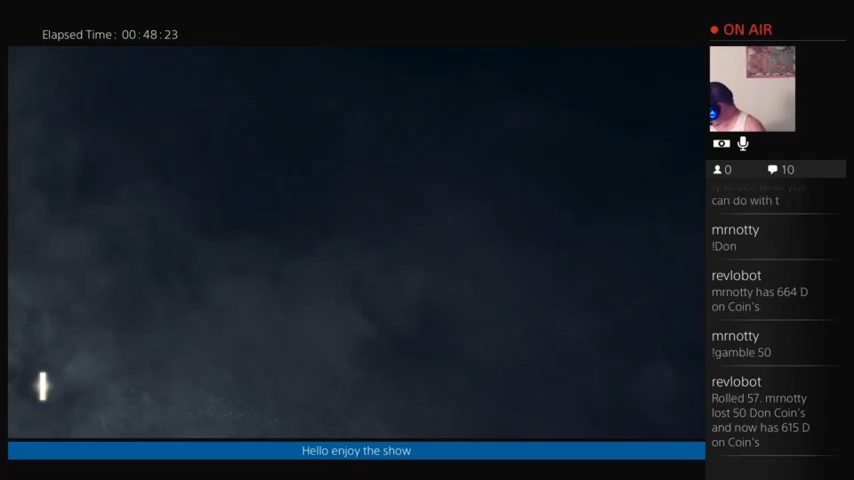 Elapsed Time: 00:48:23
ON AIR
0 10
can do with t
mrnotty
!Don
revlobot
mrnotty has 664 D
on Coin's
mrnotty
!gamble 50
revlobot
Rolled 57. mrnotty
lost 50 Don Coin's
and now has 615 D
on Coin's
Hello enjoy the show